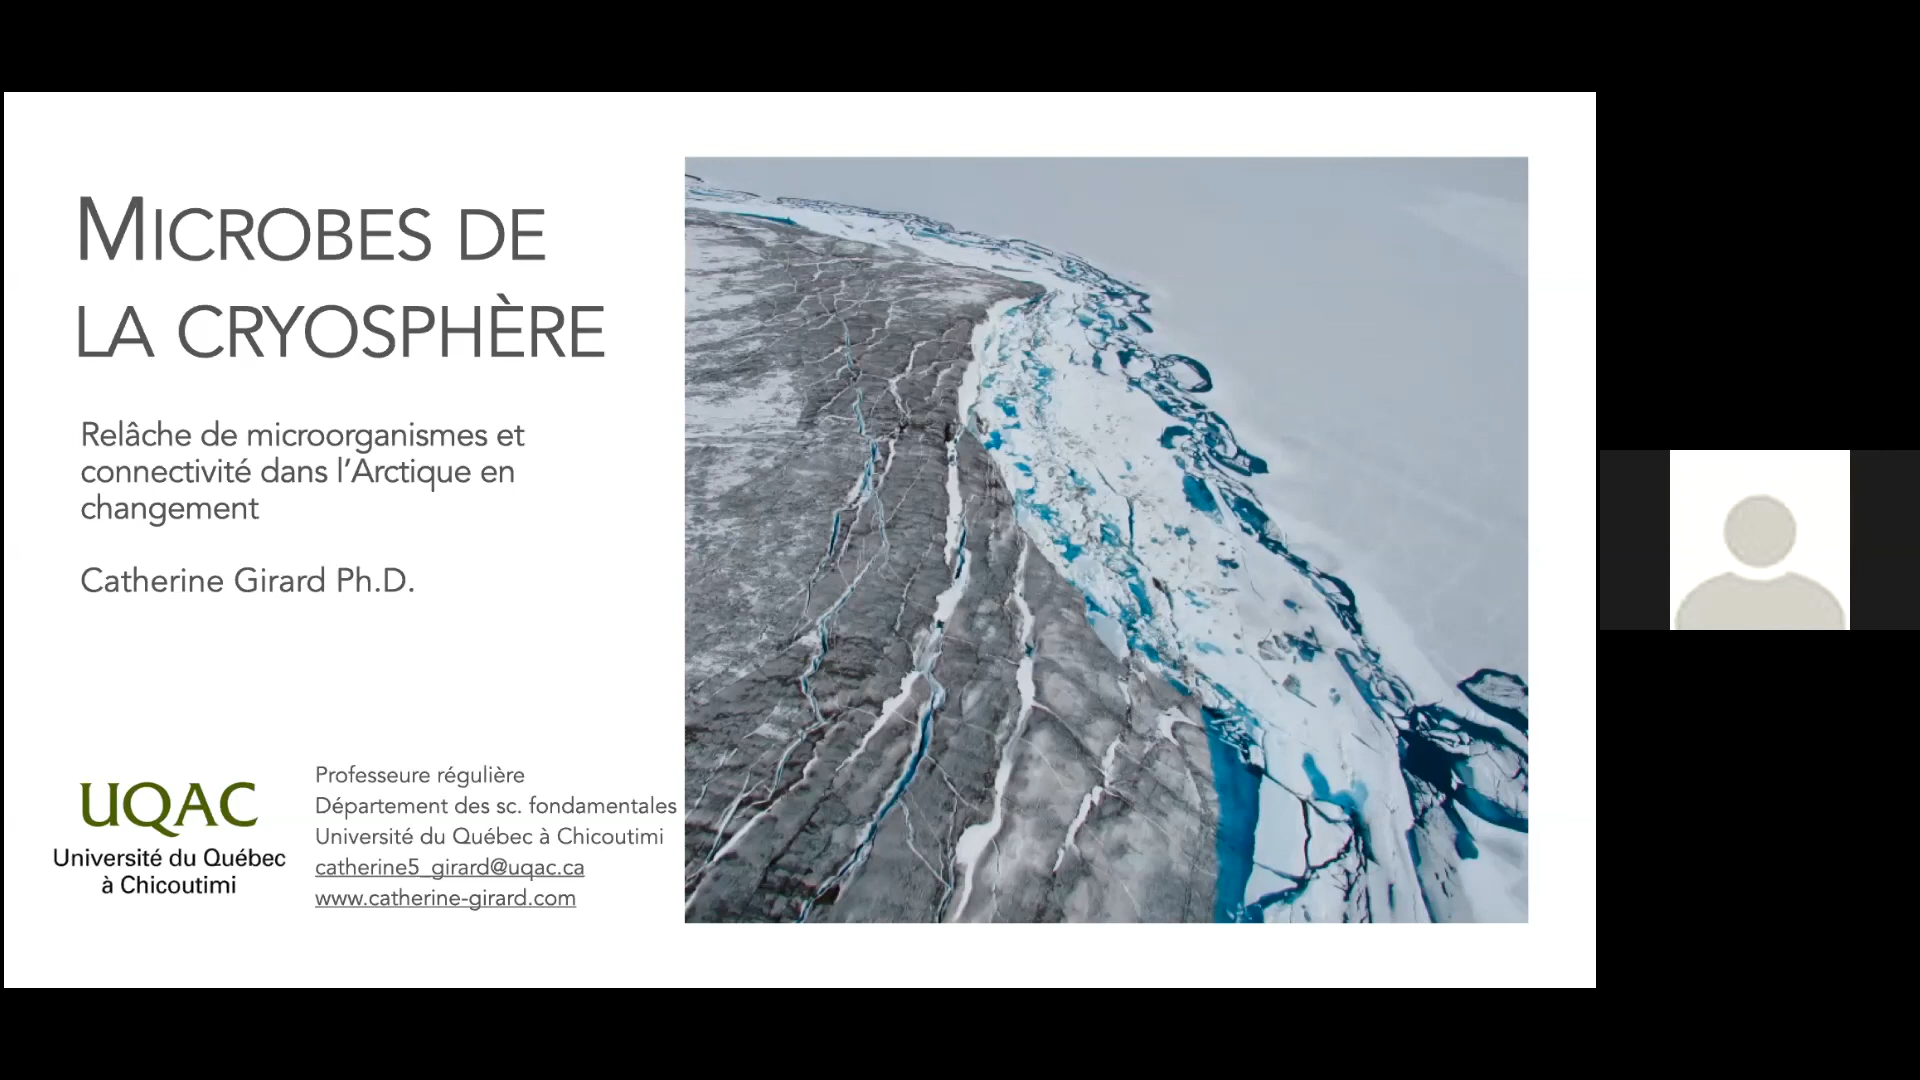 MICROBES DE
LA CRYOSPHÈRE
Relâche de microorganismes et
connectivité dans l'Arctique en
changement
Catherine Girard Ph.D.
UQAC
Université du Québec
à Chicoutimi
Professeure régulière
Département des sc. fondamentales
Université du Québec à Chicoutimi
catherine5_girard@uqac.ca
www.catherine-girard.com